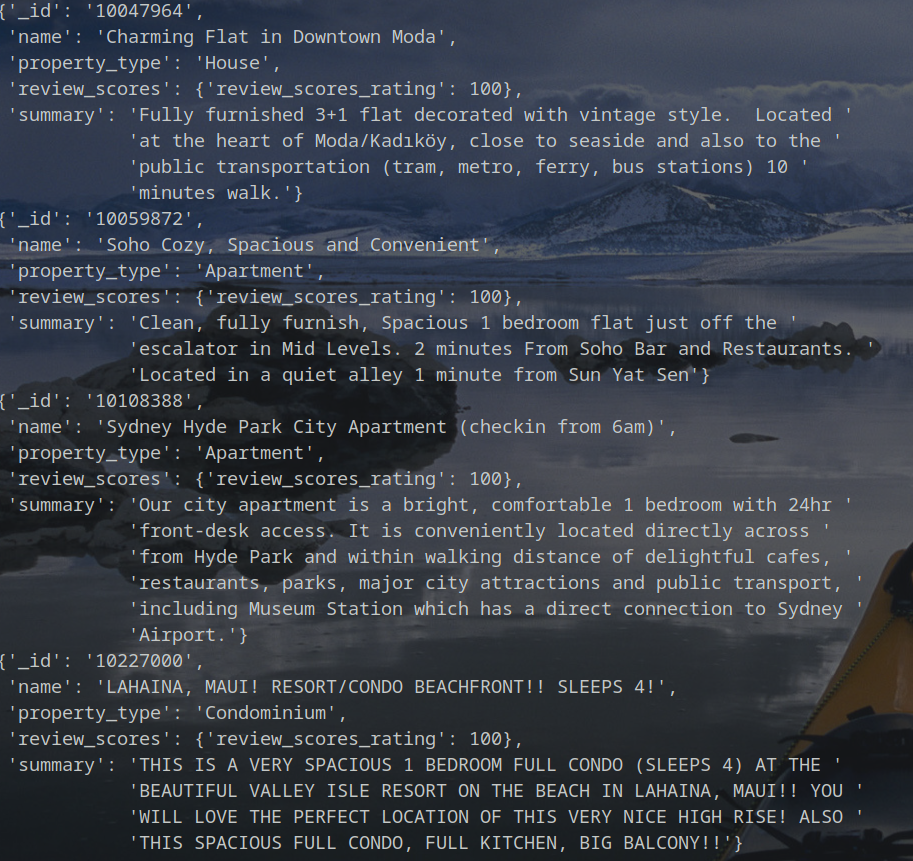 {'_id': '10047964',
 'name': 'Charming Flat in Downtown Moda',
 'property_type': 'House',
 'review_scores': {'review_scores_rating': 100},
 'summary': 'Fully furnished 3+1 flat decorated with vintage style.  Located '
            'at the heart of Moda/Kadıköy, close to seaside and also to the '
            'public transportation (tram, metro, ferry, bus stations) 10 '
            'minutes walk.'}
{'_id': '10059872',
 'name': 'Soho Cozy, Spacious and Convenient',
 'property_type': 'Apartment',
 'review_scores': {'review_scores_rating': 100},
 'summary': 'Clean, fully furnish, Spacious 1 bedroom flat just off the '
            'escalator in Mid Levels. 2 minutes From Soho Bar and Restaurants. '
            'Located in a quiet alley 1 minute from Sun Yat Sen'}
{'_id': '10108388',
 'name': 'Sydney Hyde Park City Apartment (checkin from 6am)',
 'property_type': 'Apartment',
 'review_scores': {'review_scores_rating': 100},
 'summary': 'Our city apartment is a bright, comfortable 1 bedroom with 24hr '
            'front-desk access. It is conveniently located directly across '
            'from Hyde Park and within walking distance of delightful cafes, '
            'restaurants, parks, major city attractions and public transport, '
            'including Museum Station which has a direct connection to Sydney '
            'Airport.'}
{'_id': '10227000',
 'name': 'LAHAINA, MAUI! RESORT/CONDO BEACHFRONT!! SLEEPS 4!',
 'property_type': 'Condominium',
 'review_scores': {'review_scores_rating': 100},
 'summary': 'THIS IS A VERY SPACIOUS 1 BEDROOM FULL CONDO (SLEEPS 4) AT THE '
            'BEAUTIFUL VALLEY ISLE RESORT ON THE BEACH IN LAHAINA, MAUI!! YOU '
            'WILL LOVE THE PERFECT LOCATION OF THIS VERY NICE HIGH RISE! ALSO '
            'THIS SPACIOUS FULL CONDO, FULL KITCHEN, BIG BALCONY!!'}